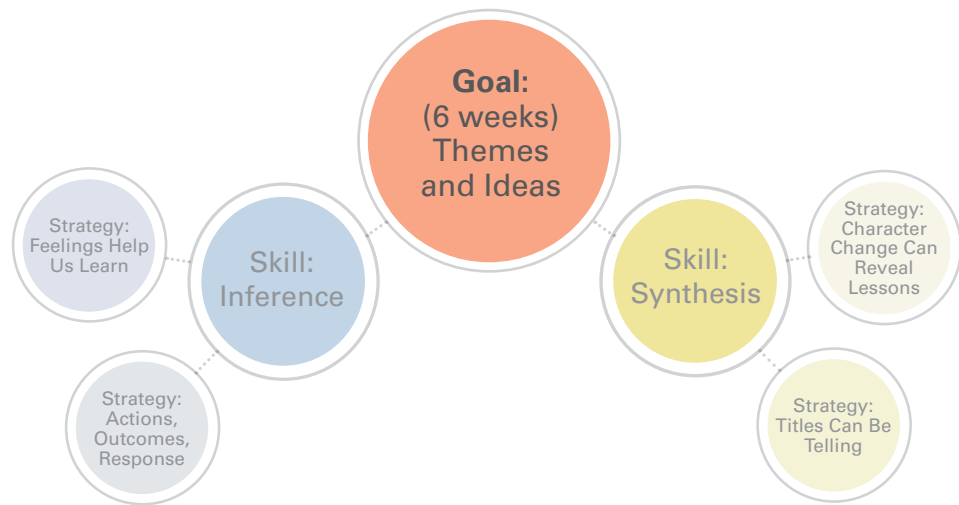 Goal:
(6 weeks)
Themes
and Ideas
Skill:
Inference
Strategy:
Feelings Help
Us Learn
Strategy:
Actions,
Outcomes,
Response
Skill:
Synthesis
Strategy:
Character
Change Can
Reveal
Lessons
Strategy:
Titles Can Be
Telling